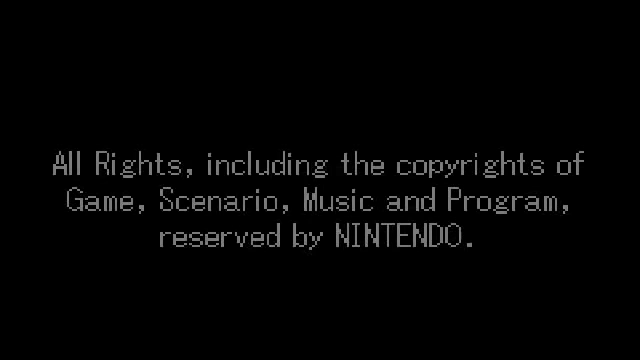 All Rights, including the copyrights of
Game, Scenario, Music and Program,
reserved by NINTENDO.